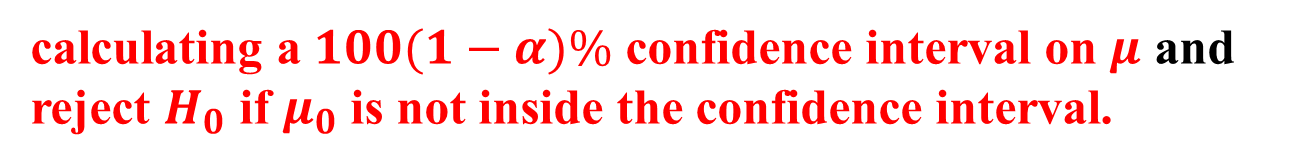 calculating a 100(1 − α)% confidence interval on μ and
reject H₀ if μ₀ is not inside the confidence interval.